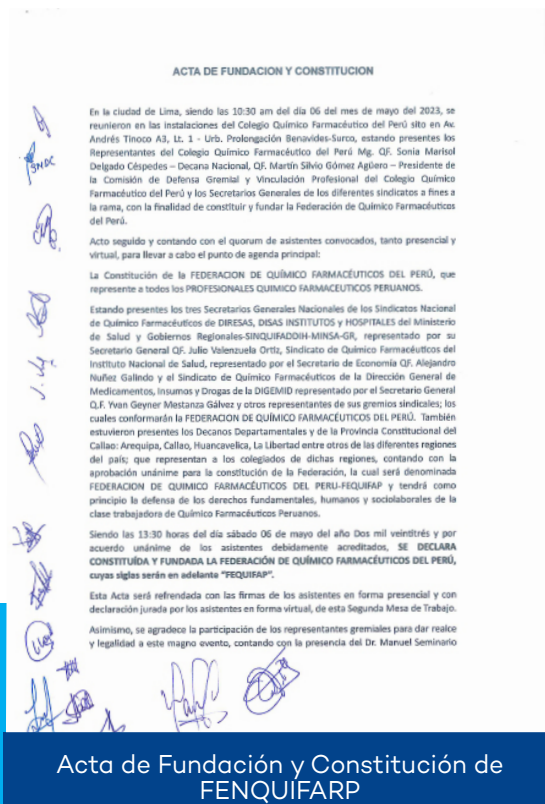 ACTA DE FUNDACION Y CONSTITUCION
En la ciudad de Lima, siendo las 10:30 am del día 06 del mes de mayo del 2023, se
reunieron en las instalaciones del Colegio Químico Farmacéutico del Perú sito en Av.
Andrés Tinoco A3, Lt. 1 - Urb. Prolongación Benavides-Surco, estando presentes los
Representantes del Colegio Químico Farmacéutico del Perú Mg. QF. Sonia Marisol
Delgado Céspedes – Decana Nacional, QF. Martín Silvio Gómez Agüero – Presidente de
la Comisión de Defensa Gremial y Vinculación Profesional del Colegio Químico
Farmacéutico del Perú y los Secretarios Generales de los diferentes sindicatos a fines a
la rama, con la finalidad de constituir y fundar la Federación de Químico Farmacéuticos
del Perú.
Acto seguido y contando con el quorum de asistentes convocados, tanto presencial y
virtual, para llevar a cabo el punto de agenda principal:
La Constitución de la FEDERACION DE QUÍMICO FARMACÉUTICOS DEL PERÚ, que
represente a todos los PROFESIONALES QUIMICO FARMACEUTICOS PERUANOS.
Estando presentes los tres Secretarios Generales Nacionales de los Sindicatos Nacional
de Químico Farmacéuticos de DIRESAS, DISAS INSTITUTOS y HOSPITALES del Ministerio
de Salud y Gobiernos Regionales-SINQUIFADDIH-MINSA-GR, representado por su
Secretario General QF. Julio Valenzuela Ortiz, Sindicato de Químico Farmacéuticos del
Instituto Nacional de Salud, representado por el Secretario de Economía QF. Alejandro
Nuñez Galindo y el Sindicato de Químico Farmacéuticos de la Dirección General de
Medicamentos, Insumos y Drogas de la DIGEMID representado por el Secretario General
Q.F. Yvan Geyner Mestanza Gálvez y otros representantes de sus gremios sindicales; los
cuales conformarán la FEDERACION DE QUÍMICO FARMACÉUTICOS DEL PERÚ. También
estuvieron presentes los Decanos Departamentales y de la Provincia Constitucional del
Callao: Arequipa, Callao, Huancavelica, La Libertad entre otros de las diferentes regiones
del país; que representan a los colegiados de dichas regiones, contando con la
aprobación unánime para la constitución de la Federación, la cual será denominada
FEDERACION DE QUIMICO FARMACÉUTICOS DEL PERU-FEQUIFAP y tendrá como
principio la defensa de los derechos fundamentales, humanos y sociolaborales de la
clase trabajadora de Químico Farmacéuticos Peruanos.
Siendo las 13:30 horas del día sábado 06 de mayo del año Dos mil veintitrés y por
acuerdo unánime de los asistentes debidamente acreditados, SE DECLARA
CONSTITUÍDA Y FUNDADA LA FEDERACIÓN DE QUÍMICO FARMACÉUTICOS DEL PERÚ,
cuyas siglas serán en adelante “FEQUIFAP”.
Esta Acta será refrendada con las firmas de los asistentes en forma presencial y con
declaración jurada por los asistentes en forma virtual, de esta Segunda Mesa de Trabajo.
Asimismo, se agradece la participación de los representantes gremiales para dar realce
y legalidad a este magno evento, contando con la presencia del Dr. Manuel Seminario
Acta de Fundación y Constitución de
FENQUIFARP